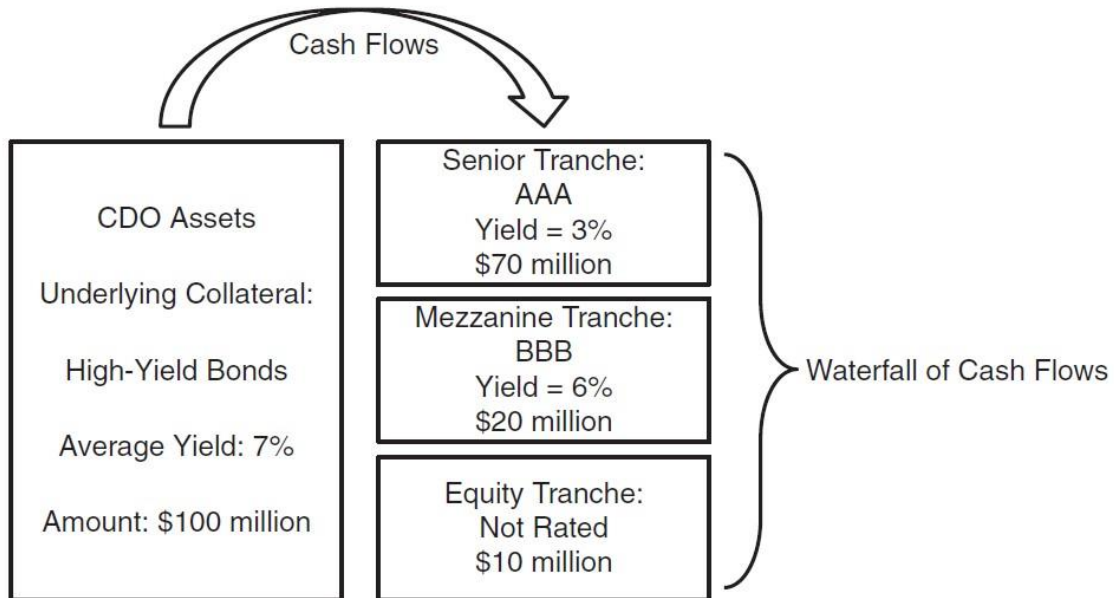 Cash Flows
CDO Assets
Underlying Collateral:
High-Yield Bonds
Average Yield: 7%
Amount: $100 million
Senior Tranche:
AAA
Yield = 3%
$70 million
Mezzanine Tranche:
BBB
Yield = 6%
$20 million
Equity Tranche:
Not Rated
$10 million
Waterfall of Cash Flows